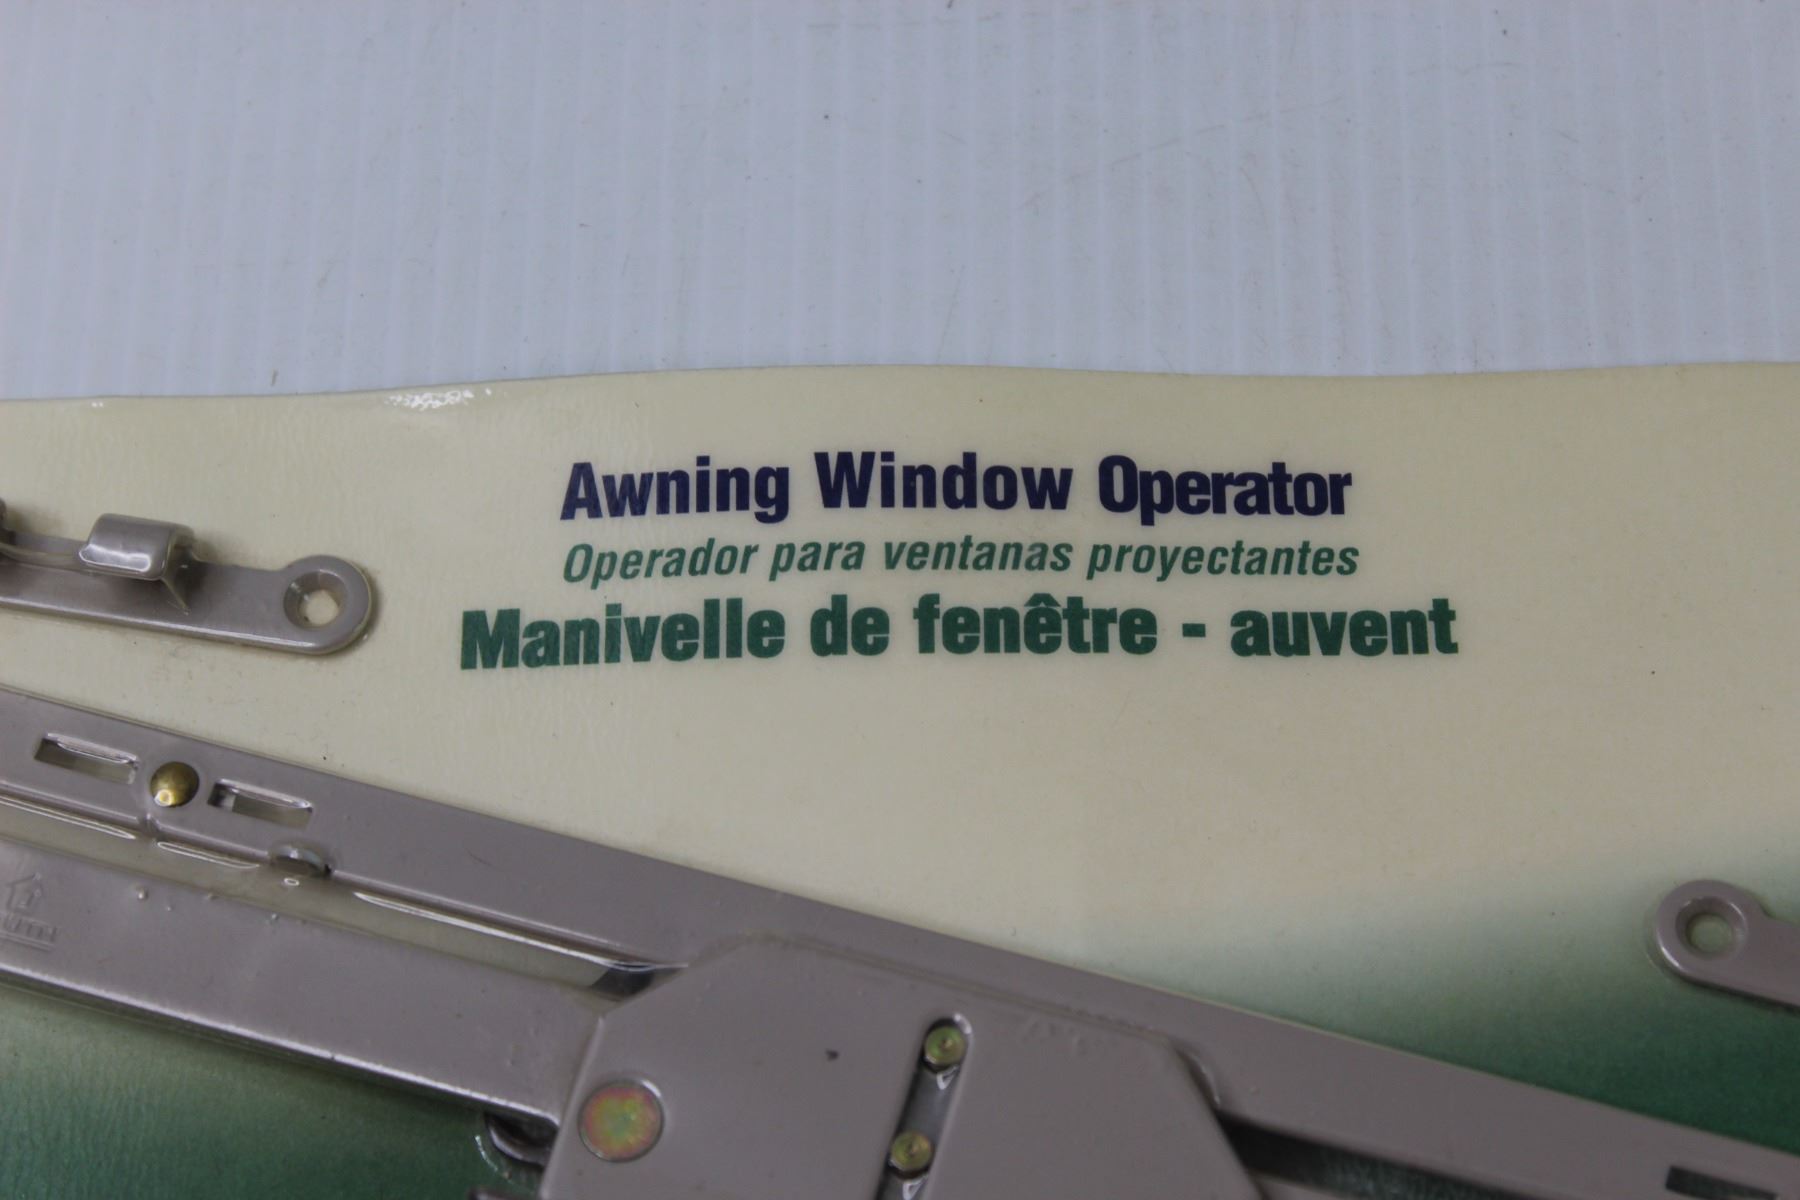 Awning Window Operator
Operador para ventanas proyectantes
Manivelle de fenêtre - auvent